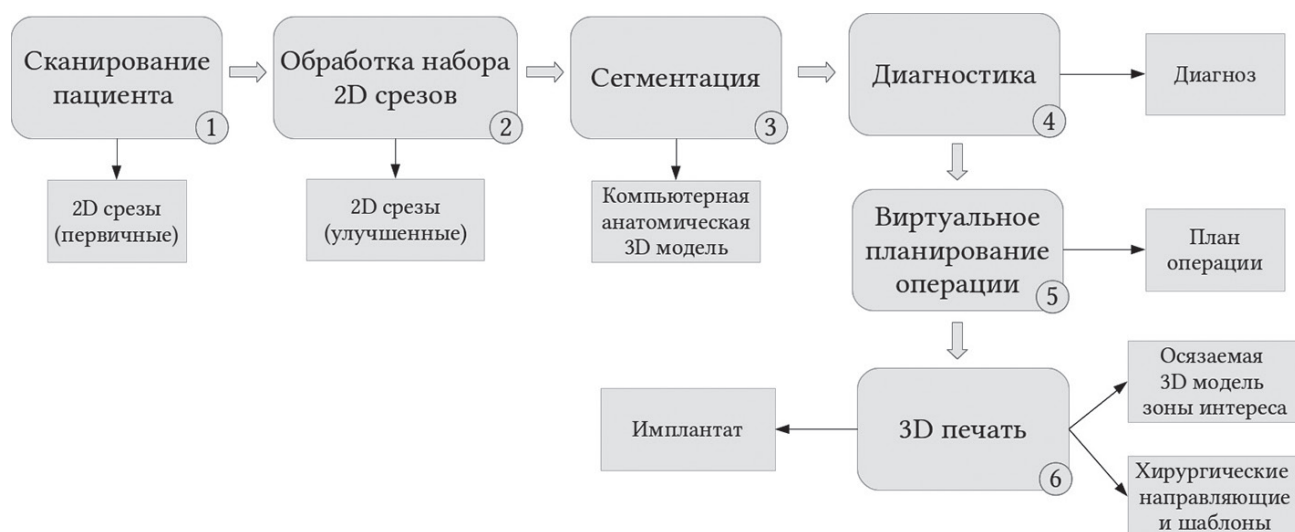 Сканирование
пациента
1
Обработка набора
2D срезов
2
Сегментация
3
Диагностика
4
Диагноз
2D срезы
(первичные)
2D срезы
(улучшенные)
Компьютерная
анатомическая
3D модель
Виртуальное
планирование
операции
5
План
операции
Имплантат
3D печать
6
Осязаемая
3D модель
зоны интереса
Хирургические
направляющие
и шаблоны